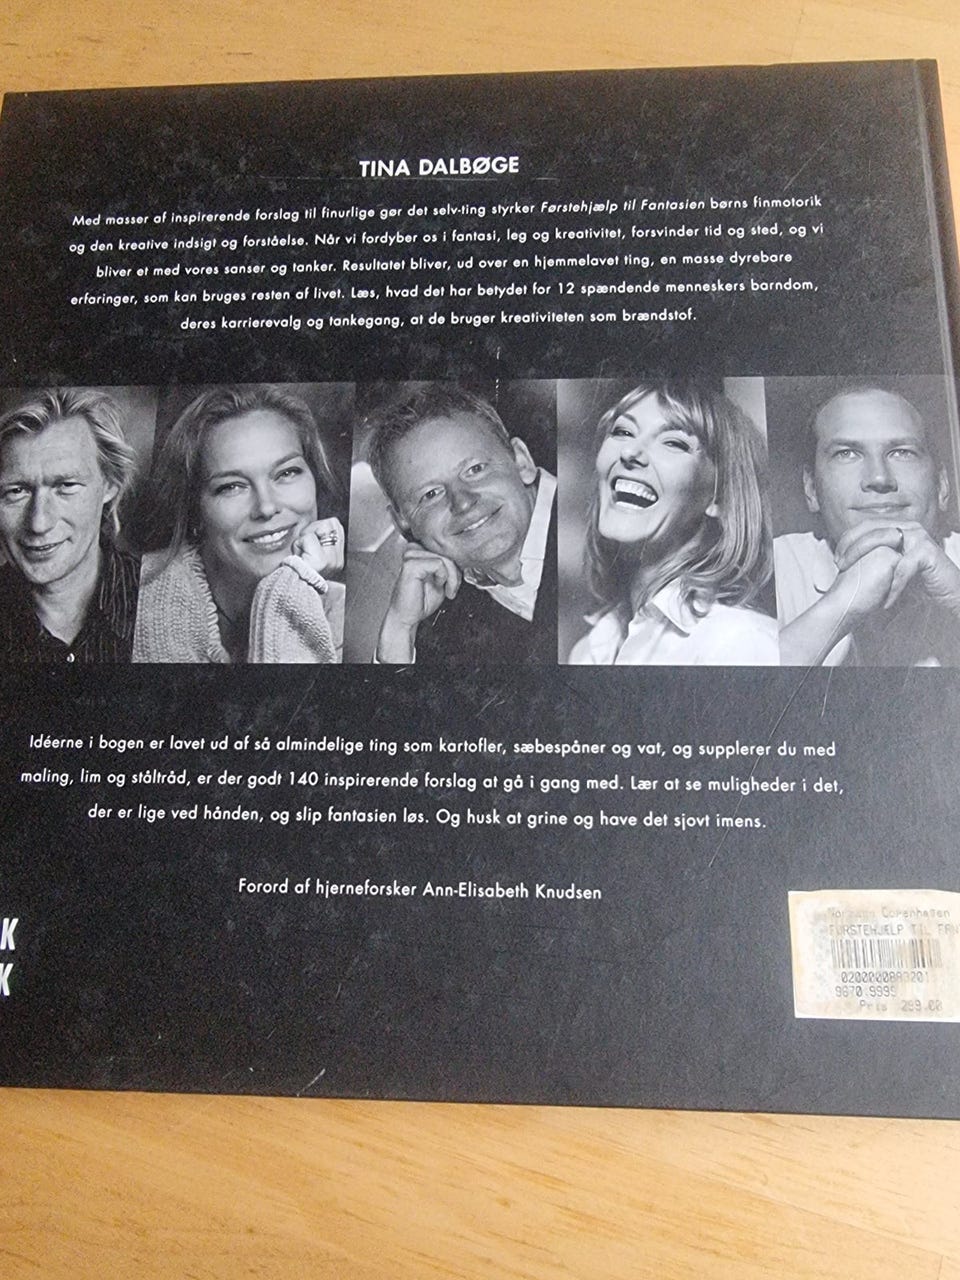 TINA DALBØGE
Med masser af inspirerende forslag til finurlige gør det selv-ting styrker Førstehjælp til Fantasien børns finmotorik
og den kreative indsigt og forståelse. Når vi fordyber os i fantasi, leg og kreativitet, forsvinder tid og sted, og vi
bliver et med vores sanser og tanker. Resultatet bliver, ud over en hjemmelavet ting, en masse dyrebare
erfaringer, som kan bruges resten af livet. Læs, hvad det har betydet for 12 spændende menneskers barndom,
deres karrierevalg og tankegang, at de bruger kreativiteten som brændstof.
Idéerne i bogen er lavet ud af så almindelige ting som kartofler, sæbespåner og vat, og supplerer du med
maling, lim og ståltråd, er der godt 140 inspirerende forslag at gå i gang med. Lær at se muligheder i det,
der er lige ved hånden, og slip fantasien løs. Og husk at grine og have det sjovt imens.
Forord af hjerneforsker Ann-Elisabeth Knudsen
K
K
Copenhagen
FØRSTEHJÆLP TIL FAN
9670 9999
Pris 299.00